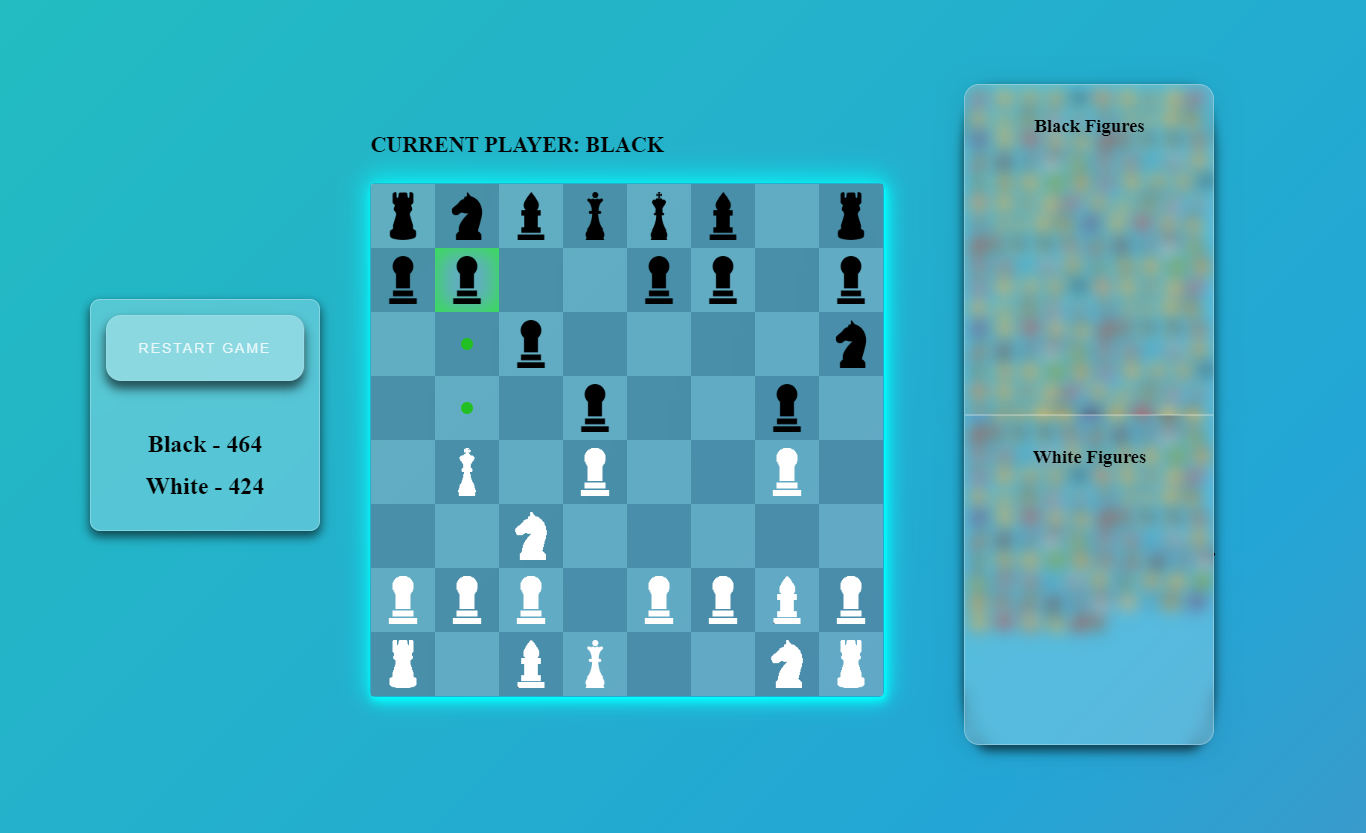 CURRENT PLAYER: BLACK
RESTART GAME
Black - 464
White - 424
Black Figures
White Figures